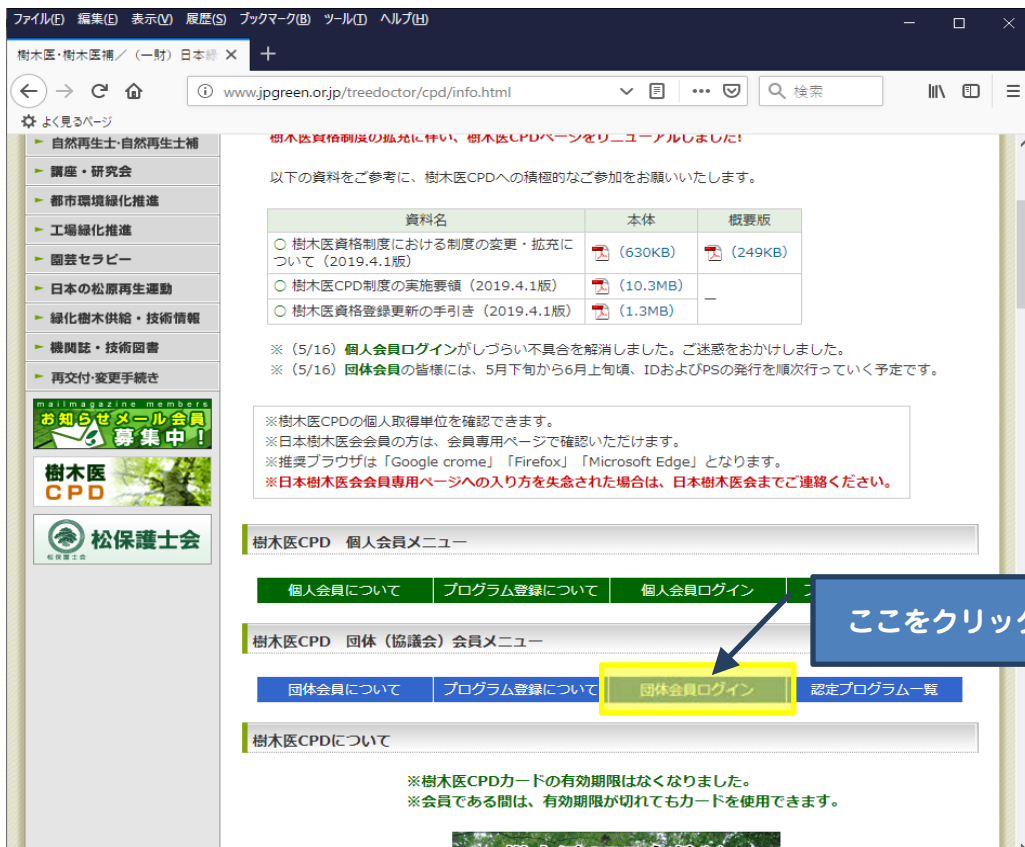 ファイル(F) 編集(E) 表示(V) 履歴(S) ブックマーク(B) ツール(T) ヘルプ(H)
樹木医・樹木医補／（一財）日本緑
www.jpgreen.or.jp/treedoctor/cpd/info.html
検索
よく見るページ
自然再生士・自然再生士補
講座・研究会
都市環境緑化推進
工場緑化推進
園芸セラピー
日本の松原再生運動
緑化樹木供給・技術情報
機関誌・技術図書
再交付・変更手続き
mailmagazine members
お知らせメール会員
募集中！
樹木医
CPD
松保護士会
樹木医資格制度の拡充に伴い、樹木医CPDページをリニューアルしました!
以下の資料をご参考に、樹木医CPDへの積極的なご参加をお願いいたします。
資料名 本体 概要版
○ 樹木医資格制度における制度の変更・拡充に
ついて（2019.4.1版）
（630KB） （249KB）
○ 樹木医CPD制度の実施要領（2019.4.1版） （10.3MB）
―
○ 樹木医資格登録更新の手引き（2019.4.1版） （1.3MB）
※（5/16）個人会員ログインがしづらい不具合を解消しました。ご迷惑をおかけしました。
※（5/16）団体会員の皆様には、5月下旬から6月上旬頃、IDおよびPSの発行を順次行っていく予定です。
※樹木医CPDの個人取得単位を確認できます。
※日本樹木医会会員の方は、会員専用ページで確認いただけます。
※推奨ブラウザは「Google crome」「Firefox」「Microsoft Edge」となります。
※日本樹木医会会員専用ページへの入り方を失念された場合は、日本樹木医会までご連絡ください。
樹木医CPD 個人会員メニュー
個人会員について プログラム登録について 個人会員ログイン
ここをクリック
樹木医CPD 団体（協議会）会員メニュー
団体会員について プログラム登録について 団体会員ログイン 認定プログラム一覧
樹木医CPDについて
※樹木医CPDカードの有効期限はなくなりました。
※会員である間は、有効期限が切れてもカードを使用できます。